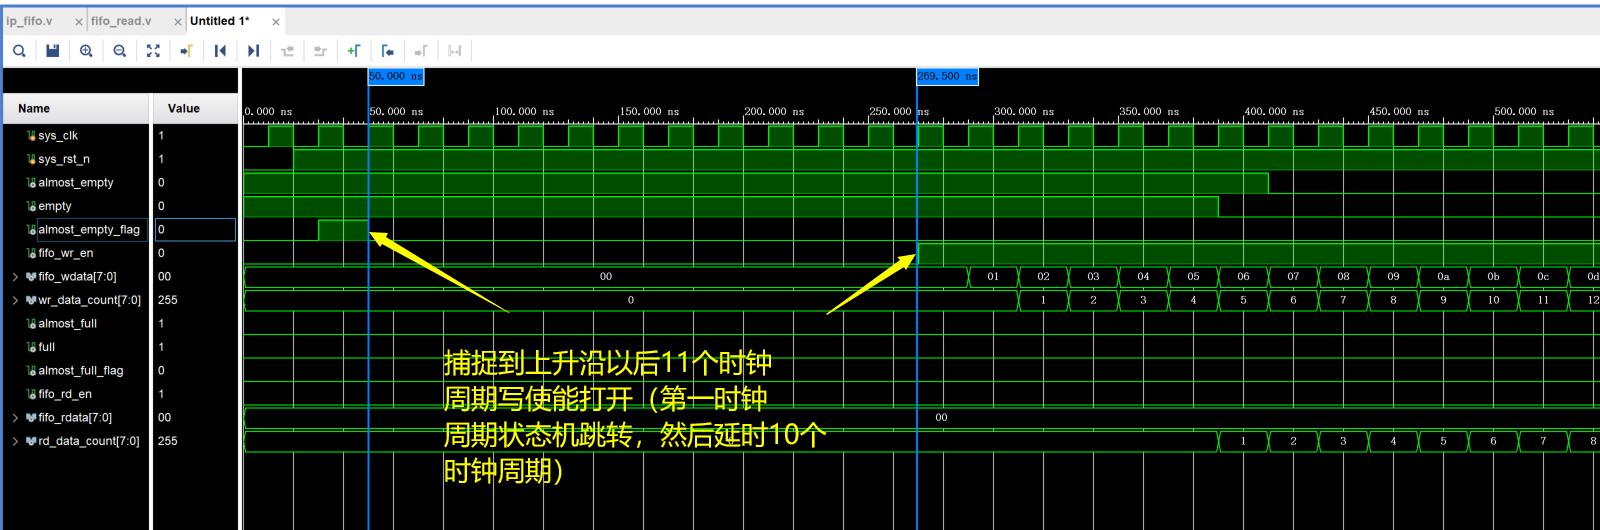 ip_fifo.v × fifo_read.v × Untitled 1* ×
50.000 ns 269.500 ns
Name Value
0.000 ns 50.000 ns 100.000 ns 150.000 ns 200.000 ns 250.000 ns 300.000 ns 350.000 ns 400.000 ns 450.000 ns 500.000 ns
sys_clk 1
sys_rst_n 1
almost_empty 0
empty 0
almost_empty_flag 0
fifo_wr_en 0
fifo_wdata[7:0] 00 00 01 02 03 04 05 06 07 08 09 0a 0b 0c 0d
wr_data_count[7:0] 255 0 1 2 3 4 5 6 7 8 9 10 11 12
almost_full 1
full 1
almost_full_flag 0
fifo_rd_en 1
fifo_rdata[7:0] 00 00
rd_data_count[7:0] 255 1 2 3 4 5 6 7 8
捕捉到上升沿以后11个时钟
周期写使能打开（第一时钟
周期状态机跳转，然后延时10个
时钟周期）